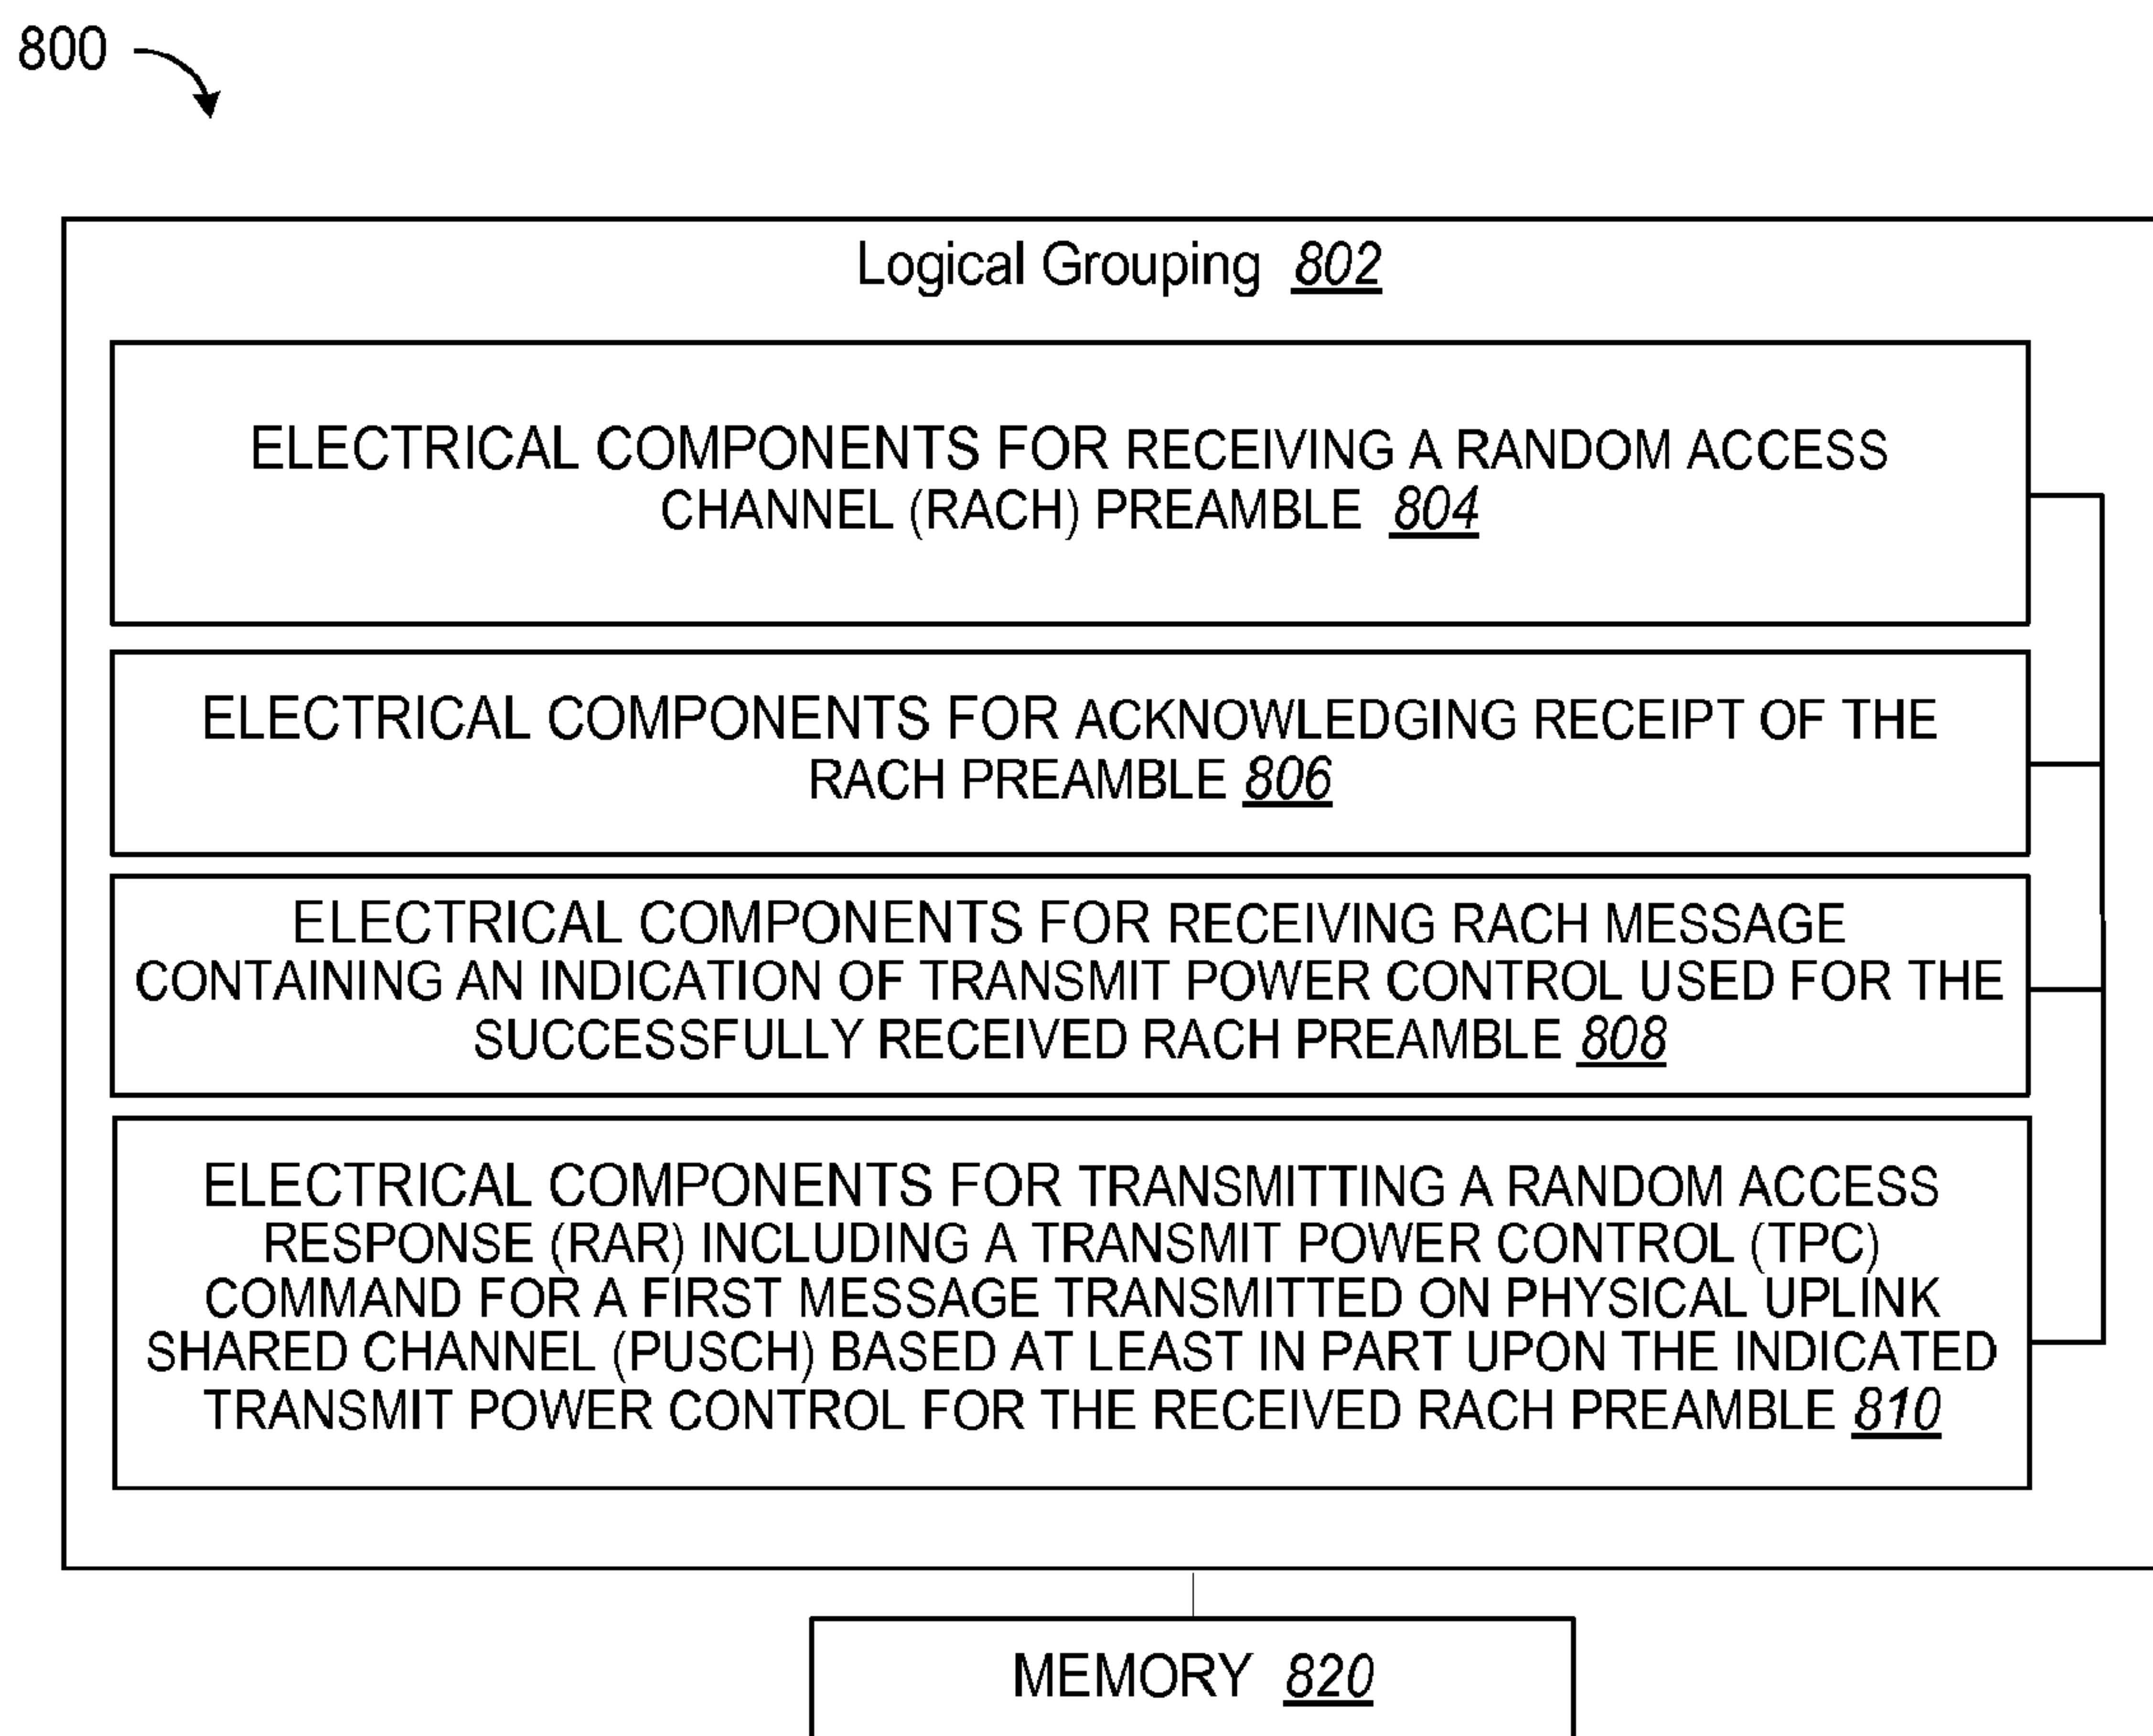 800
Logical Grouping 802
ELECTRICAL COMPONENTS FOR RECEIVING A RANDOM ACCESS
CHANNEL (RACH) PREAMBLE 804
ELECTRICAL COMPONENTS FOR ACKNOWLEDGING RECEIPT OF THE
RACH PREAMBLE 806
ELECTRICAL COMPONENTS FOR RECEIVING RACH MESSAGE
CONTAINING AN INDICATION OF TRANSMIT POWER CONTROL USED FOR THE
SUCCESSFULLY RECEIVED RACH PREAMBLE 808
ELECTRICAL COMPONENTS FOR TRANSMITTING A RANDOM ACCESS
RESPONSE (RAR) INCLUDING A TRANSMIT POWER CONTROL (TPC)
COMMAND FOR A FIRST MESSAGE TRANSMITTED ON PHYSICAL UPLINK
SHARED CHANNEL (PUSCH) BASED AT LEAST IN PART UPON THE INDICATED
TRANSMIT POWER CONTROL FOR THE RECEIVED RACH PREAMBLE 810
MEMORY 820